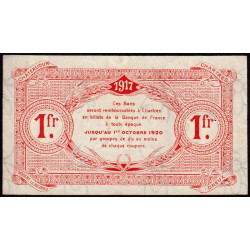 1917
Ces Bons
seront remboursables à Chartres
en billets de la Banque de France
à toute époque
JUSQU'AU 1er OCTOBRE 1920
par groupes de dix au moins
de chaque coupure
1fr.
1fr.